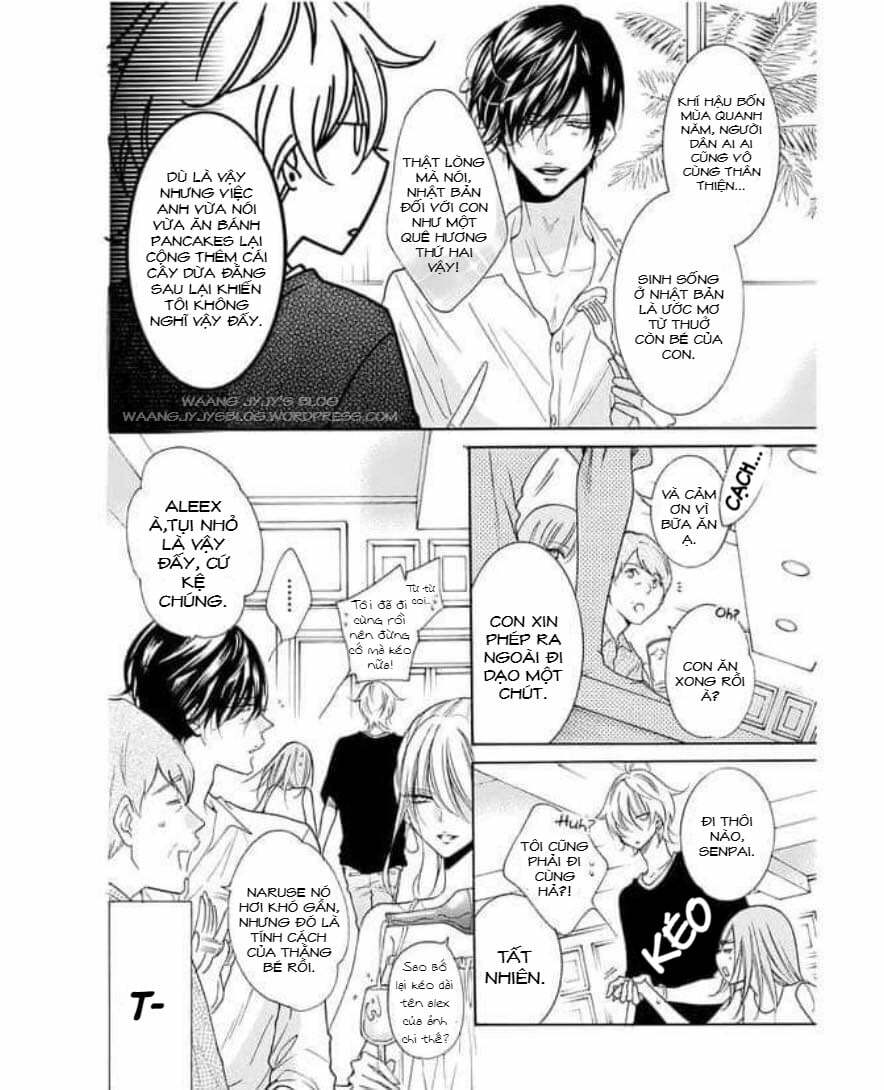 KHÍ HẬU BỐN
MÙA QUANH
NĂM, NGƯỜI
DÂN AI AI
CŨNG VÔ
CÙNG THÂN
THIỆN...
SINH SỐNG
Ở NHẬT BẢN
LÀ ƯỚC MƠ
TỪ THUỞ
CÒN BÉ CỦA
CON.
THẬT LÒNG
MÀ NÓI,
NHẬT BẢN
ĐỐI VỚI CON
NHƯ MỘT
QUÊ HƯƠNG
THỨ HAI
VẬY!
DÙ LÀ VẬY
NHƯNG VIỆC
ANH VỪA NÓI
VỪA ĂN BÁNH
PANCAKES LẠI
CỘNG THÊM CÁI
CÂY DỪA ĐẰNG
SAU LẠI KHIẾN
TÔI KHÔNG
NGHĨ VẬY ĐẤY.
WAANG JYJY'S BLOG
WAANGJYJYSBLOG.WORDPRESS.COM
CẠCH...
VÀ CẢM
ƠN VÌ
BỮA ĂN
Ạ.
Oh?
CON ĂN
XONG RỒI
À?
CON XIN
PHÉP RA
NGOÀI ĐI
DẠO MỘT
CHÚT.
ĐI THÔI
NÀO,
SENPAI.
Huh?
TÔI CŨNG
PHẢI ĐI
CÙNG
HẢ?!
KÉO
TẤT
NHIÊN.
Từ từ
coi...
Tôi đã đi
cùng rồi
nên đừng
cố mà kéo
nữa!
......
ALEEX
À,TỤI NHỎ
LÀ VẬY
ĐẤY, CỨ
KỆ
CHÚNG.
NARUSE NÓ
HƠI KHÓ GẦN,
NHƯNG ĐÓ LÀ
TÍNH CÁCH
CỦA THẰNG
BÉ RỒI.
Sao bố
lại kéo dài
tên alex
của ảnh
chi thế?
T-